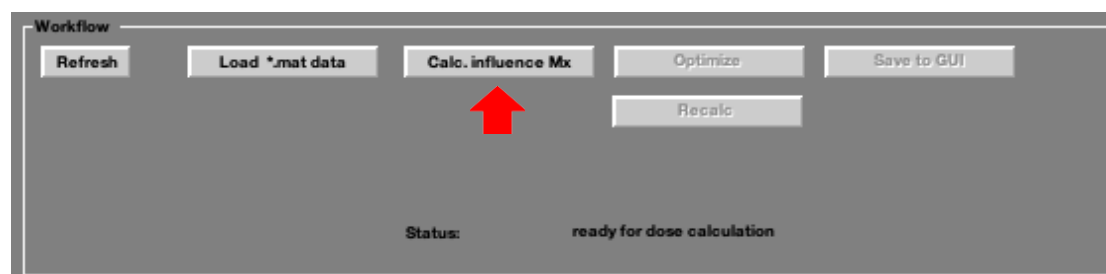 Workflow
Refresh Load *.mat data Calc. influence Mx Optimize Save to GUI
Recalc
Status: ready for dose calculation